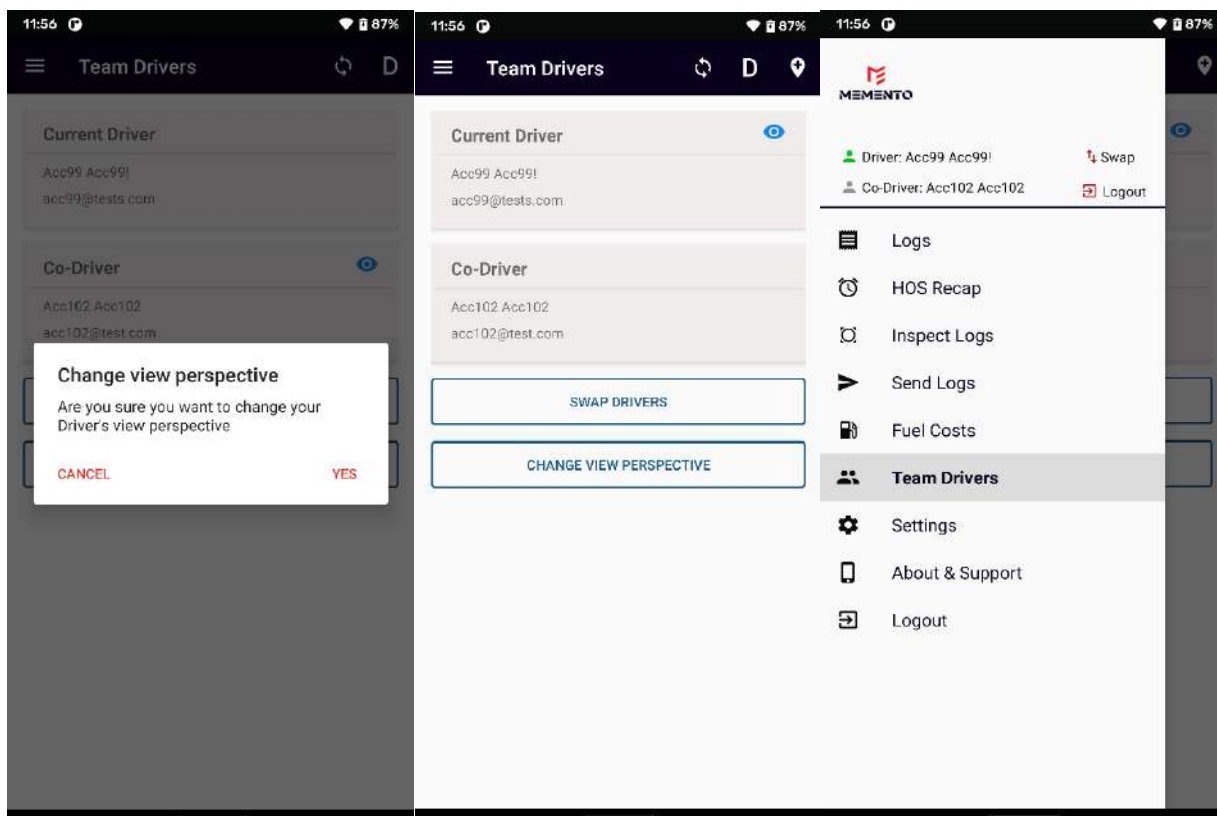 11:56
87%
Team Drivers
D
Current Driver
Acc99 Acc99!
acc99@tests.com
Co-Driver
Acc102 Acc102
acc102@test.com
Change view perspective
Are you sure you want to change your
Driver's view perspective
CANCEL
YES
11:56
87%
Team Drivers
D
Current Driver
Acc99 Acc99!
acc99@tests.com
Co-Driver
Acc102 Acc102
acc102@test.com
SWAP DRIVERS
CHANGE VIEW PERSPECTIVE
11:56
87%
MEMENTO
Driver: Acc99 Acc99!
Swap
Co-Driver: Acc102 Acc102
Logout
Logs
HOS Recap
Inspect Logs
Send Logs
Fuel Costs
Team Drivers
Settings
About & Support
Logout